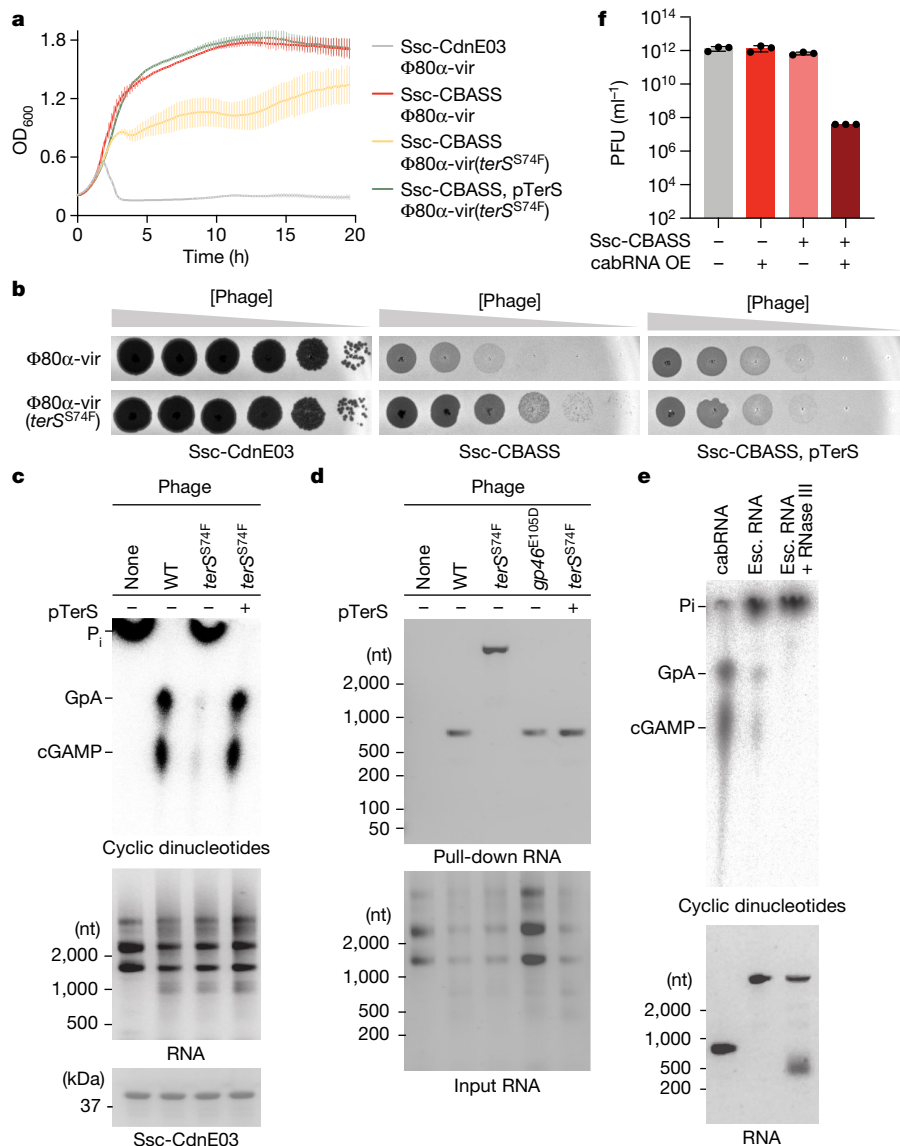 a
1.8
1.2
0.6
0
OD600
0
5
10
15
20
Time (h)
Ssc-CdnE03
Φ80α-vir
Ssc-CBASS
Φ80α-vir
Ssc-CBASS
Φ80α-vir(terS^S74F)
Ssc-CBASS, pTerS
Φ80α-vir(terS^S74F)
f
10^14
10^12
10^10
10^8
10^6
10^4
10^2
PFU (ml−1)
Ssc-CBASS − − + +
cabRNA OE − + − +
b
[Phage]
[Phage]
[Phage]
Φ80α-vir
Φ80α-vir
(terS^S74F)
Ssc-CdnE03
Ssc-CBASS
Ssc-CBASS, pTerS
c
Phage
None
WT
terS^S74F
terS^S74F
pTerS − − − +
Pi
GpA
cGAMP
Cyclic dinucleotides
(nt)
2,000
1,000
500
RNA
(kDa)
37
Ssc-CdnE03
d
Phage
None
WT
terS^S74F
gp46^E105D
terS^S74F
pTerS − − − − +
(nt)
2,000
1,000
500
200
100
50
Pull-down RNA
(nt)
2,000
1,000
500
200
Input RNA
e
cabRNA
Esc. RNA
Esc. RNA
+ RNase III
Pi
GpA
cGAMP
Cyclic dinucleotides
(nt)
2,000
1,000
500
200
RNA